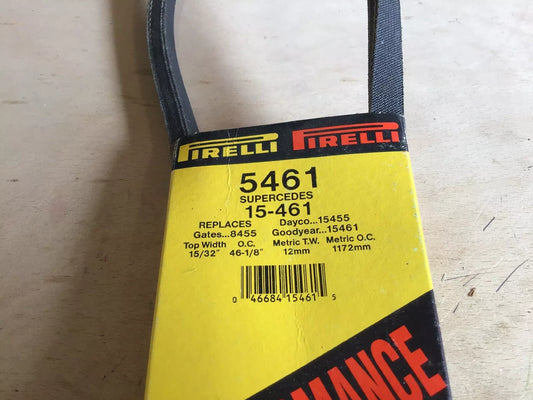 PIRELLI PIRELLI
5461
SUPERCEDES
15-461
REPLACES Dayco...15455
Gates...8455 Goodyear...15461
Top Width O.C. Metric T.W. Metric O.C.
15/32" 46-1/8" 12mm 1172mm
0 46684 15461 5